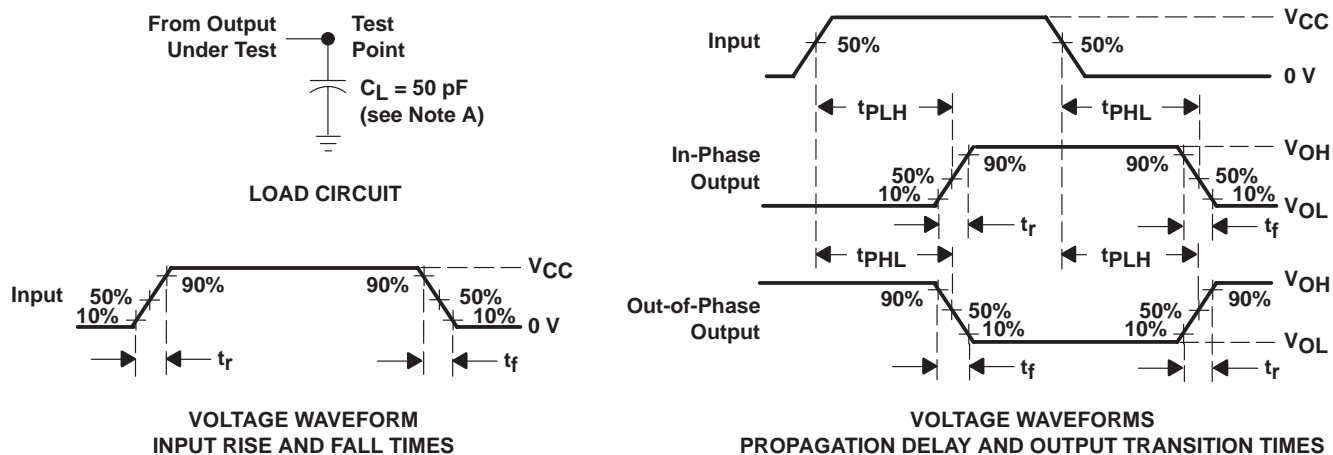 From Output
Under Test
Test
Point
CL = 50 pF
(see Note A)
LOAD CIRCUIT
Input
50%
10%
90%
90%
50%
10%
VCC
0 V
tr
tf
VOLTAGE WAVEFORM
INPUT RISE AND FALL TIMES
Input
50%
50%
VCC
0 V
tPLH
tPHL
In-Phase
Output
50%
10%
90%
90%
50%
10%
VOH
VOL
tr
tf
tPHL
tPLH
Out-of-Phase
Output
90%
50%
10%
50%
10%
90%
VOH
VOL
tf
tr
VOLTAGE WAVEFORMS
PROPAGATION DELAY AND OUTPUT TRANSITION TIMES